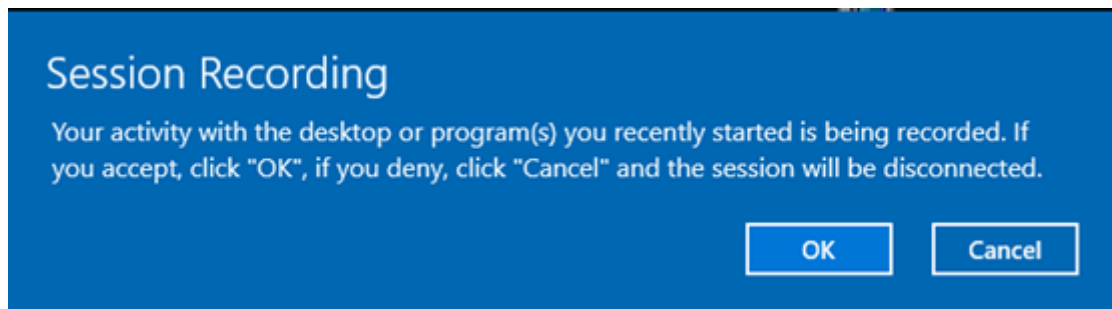 Session Recording
Your activity with the desktop or program(s) you recently started is being recorded. If
you accept, click "OK", if you deny, click "Cancel" and the session will be disconnected.
OK
Cancel